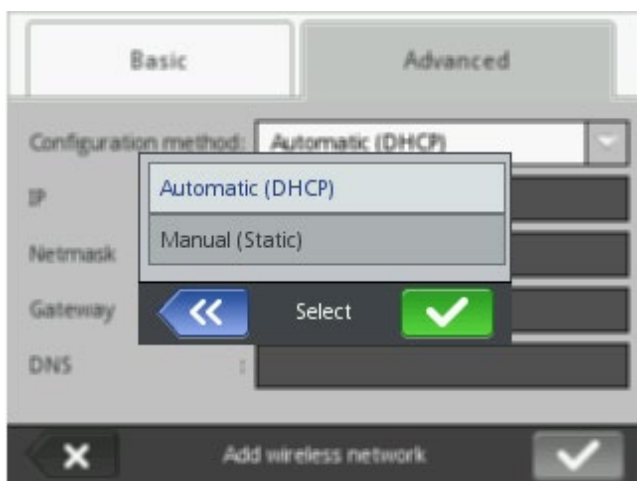 Basic Advanced
Configuration method: Automatic (DHCP)
IP
Netmask
Gateway
DNS :
Automatic (DHCP)
Manual (Static)
Select
Add wireless network